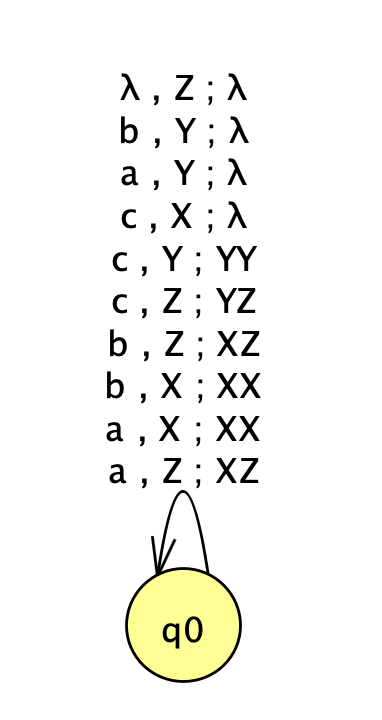 λ , Z ; λ
b , Y ; λ
a , Y ; λ
c , X ; λ
c , Y ; YY
c , Z ; YZ
b , Z ; XZ
b , X ; XX
a , X ; XX
a , Z ; XZ
q0